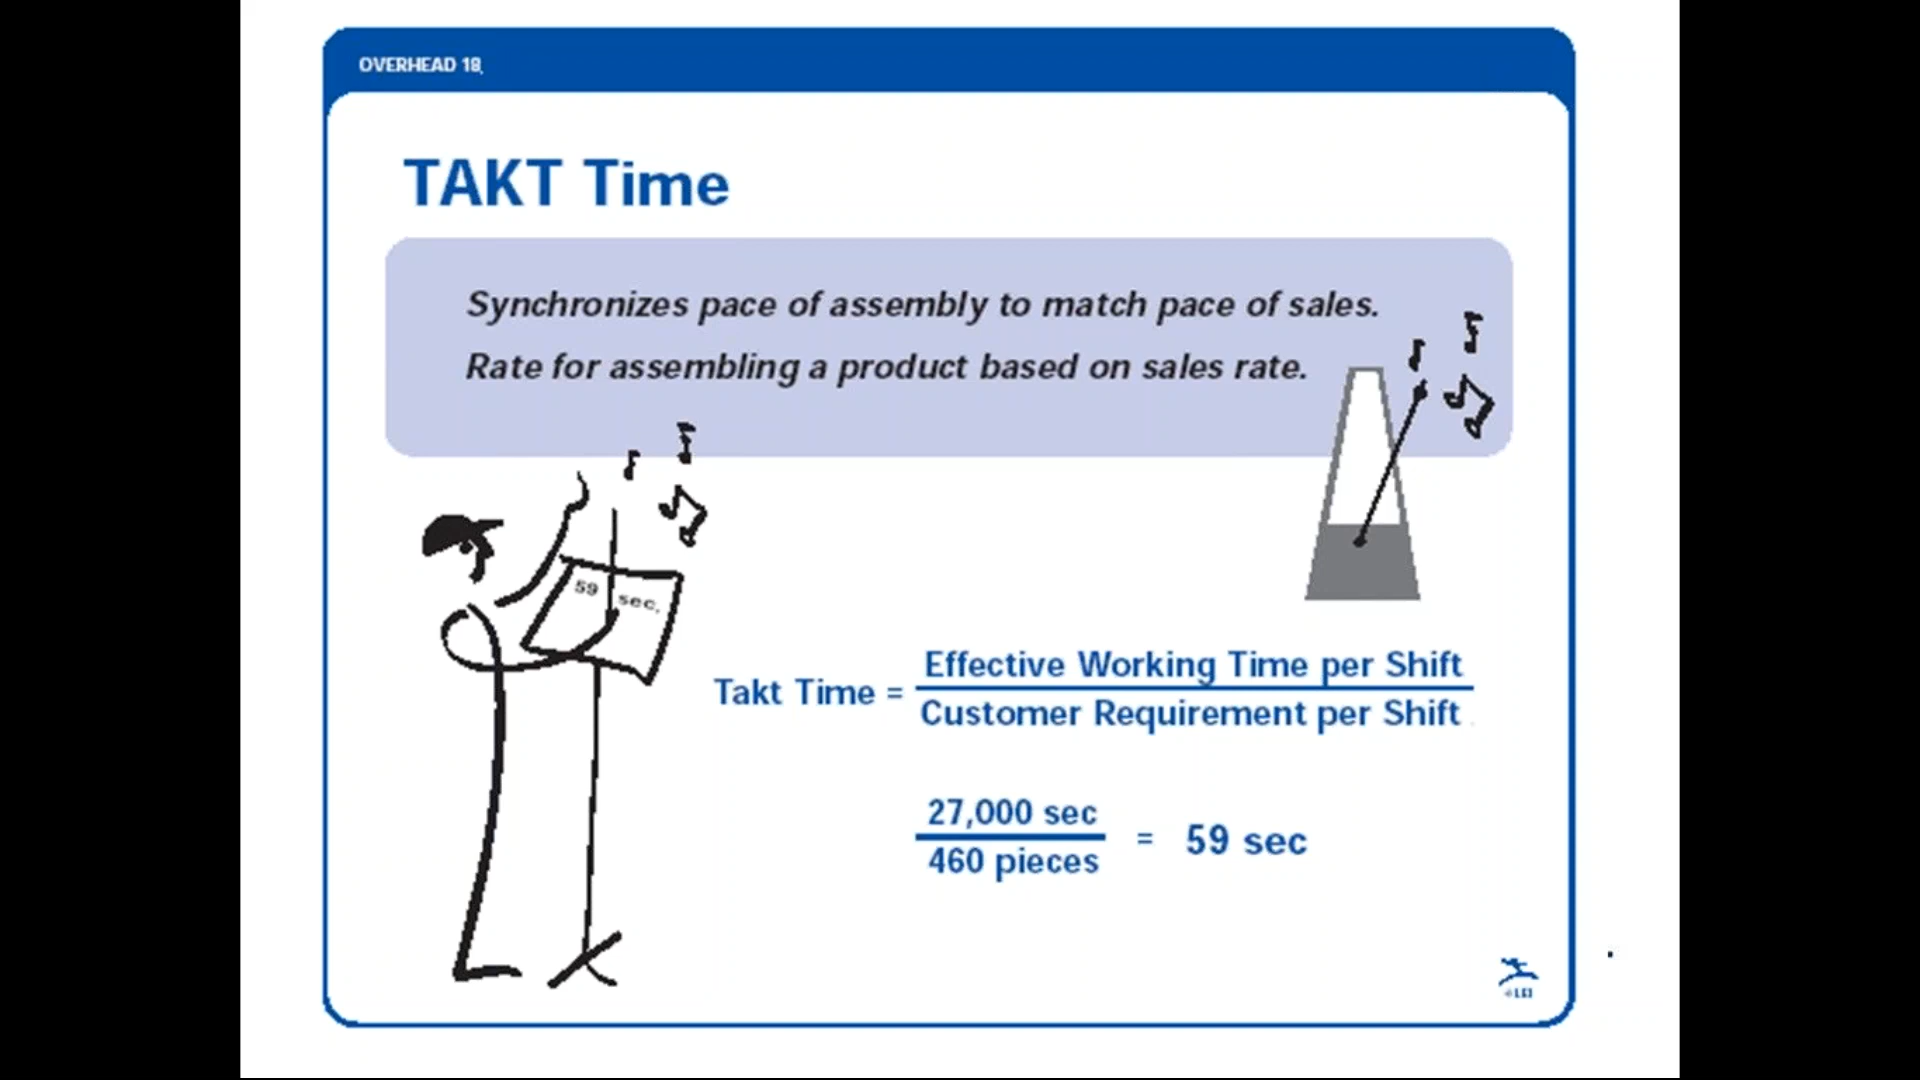 OVERHEAD 18
TAKT Time
Synchronizes pace of assembly to match pace of sales.
Rate for assembling a product based on sales rate.
59 sec.
Takt Time = Effective Working Time per Shift
Customer Requirement per Shift
27,000 sec
460 pieces
= 59 sec
©LEI